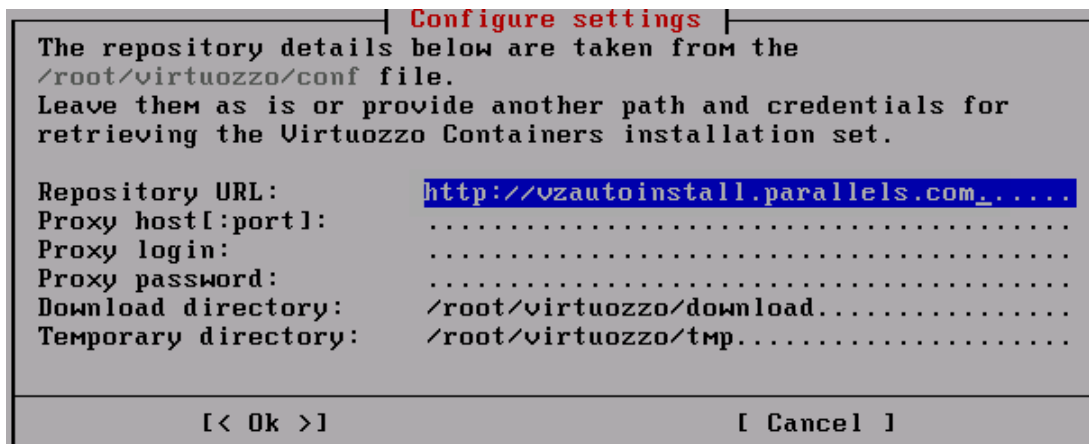 Configure settings
The repository details below are taken from the
/root/virtuozzo/conf file.
Leave them as is or provide another path and credentials for
retrieving the Virtuozzo Containers installation set.
Repository URL: http://vzautoinstall.parallels.com......
Proxy host[:port]: ..........................................
Proxy login: ..........................................
Proxy password: ..........................................
Download directory: /root/virtuozzo/download.................
Temporary directory: /root/virtuozzo/tmp......................
[< Ok >] [ Cancel ]